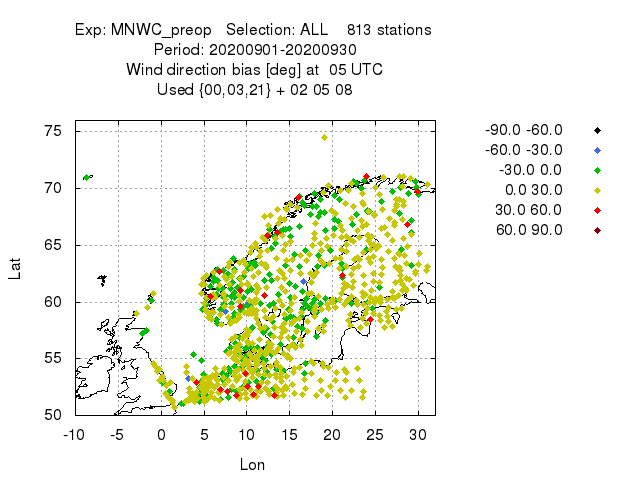 Exp: MNWC_preop Selection: ALL 813 stations
Period: 20200901-20200930
Wind direction bias [deg] at 05 UTC
Used {00,03,21} + 02 05 08
75
70
65
60
55
50
Lat
-10 -5 0 5 10 15 20 25 30
Lon
-90.0 -60.0
-60.0 -30.0
-30.0 0.0
0.0 30.0
30.0 60.0
60.0 90.0